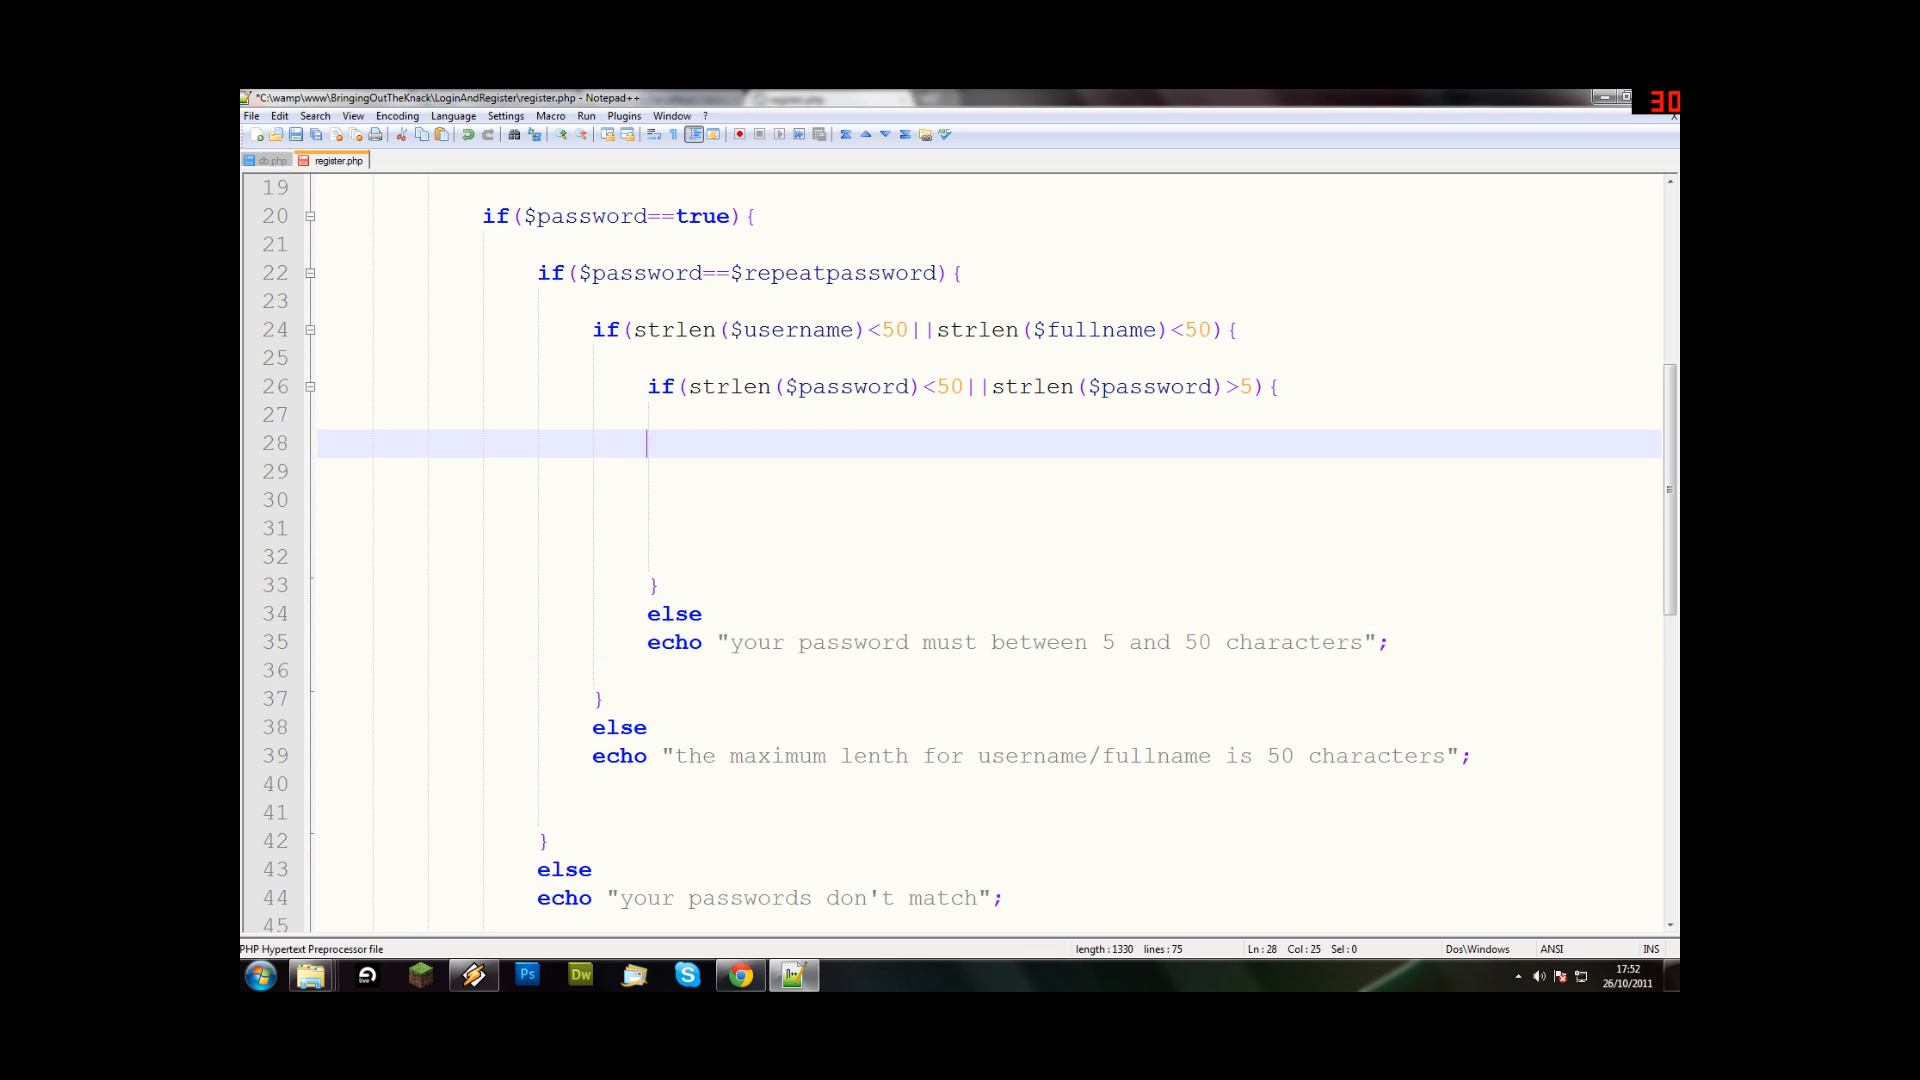 *C:\wamp\www\BringingOutTheKnack\LoginAndRegister\register.php - Notepad++
30
File Edit Search View Encoding Language Settings Macro Run Plugins Window ?
X
db.php register.php
19
20 if($password==true){
21
22 if($password==$repeatpassword){
23
24 if(strlen($username)<50||strlen($fullname)<50){
25
26 if(strlen($password)<50||strlen($password)>5){
27
28
29
30
31
32
33 }
34 else
35 echo "your password must between 5 and 50 characters";
36
37 }
38 else
39 echo "the maximum lenth for username/fullname is 50 characters";
40
41
42 }
43 else
44 echo "your passwords don't match";
45
PHP Hypertext Preprocessor file length : 1330 lines : 75 Ln : 28 Col : 25 Sel : 0 Dos\Windows ANSI INS
live Ps Dw S 17:52
26/10/2011